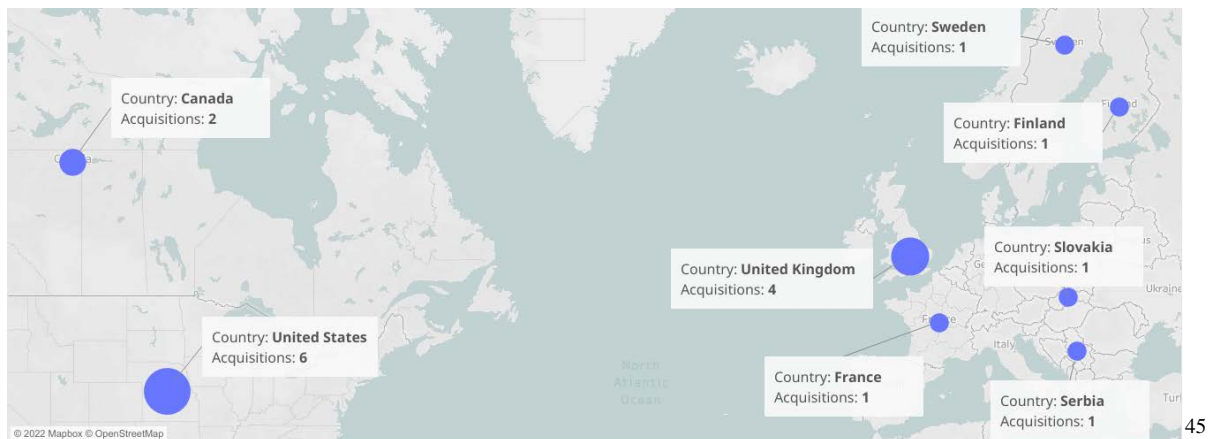 Country: Sweden
Acquisitions: 1
Country: Canada
Acquisitions: 2
Country: Finland
Acquisitions: 1
Country: Slovakia
Acquisitions: 1
Country: United Kingdom
Acquisitions: 4
Ukraine
Country: United States
Acquisitions: 6
France
Italy
North
Atlantic
Ocean
Country: France
Acquisitions: 1
Country: Serbia
Acquisitions: 1
© 2022 Mapbox © OpenStreetMap
45